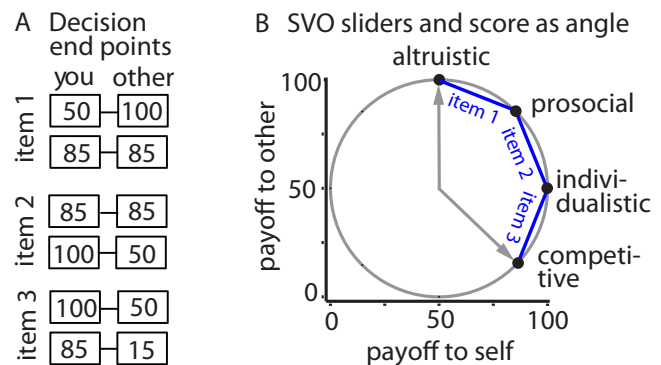 A Decision end points
you other
item 1
50 100
85 85
item 2
85 85
100 50
item 3
100 50
85 15
B SVO sliders and score as angle
altruistic
prosocial
indivi-
dualistic
competi-
tive
item 1
item 2
item 3
payoff to other
100
50
0
0 50 100
payoff to self